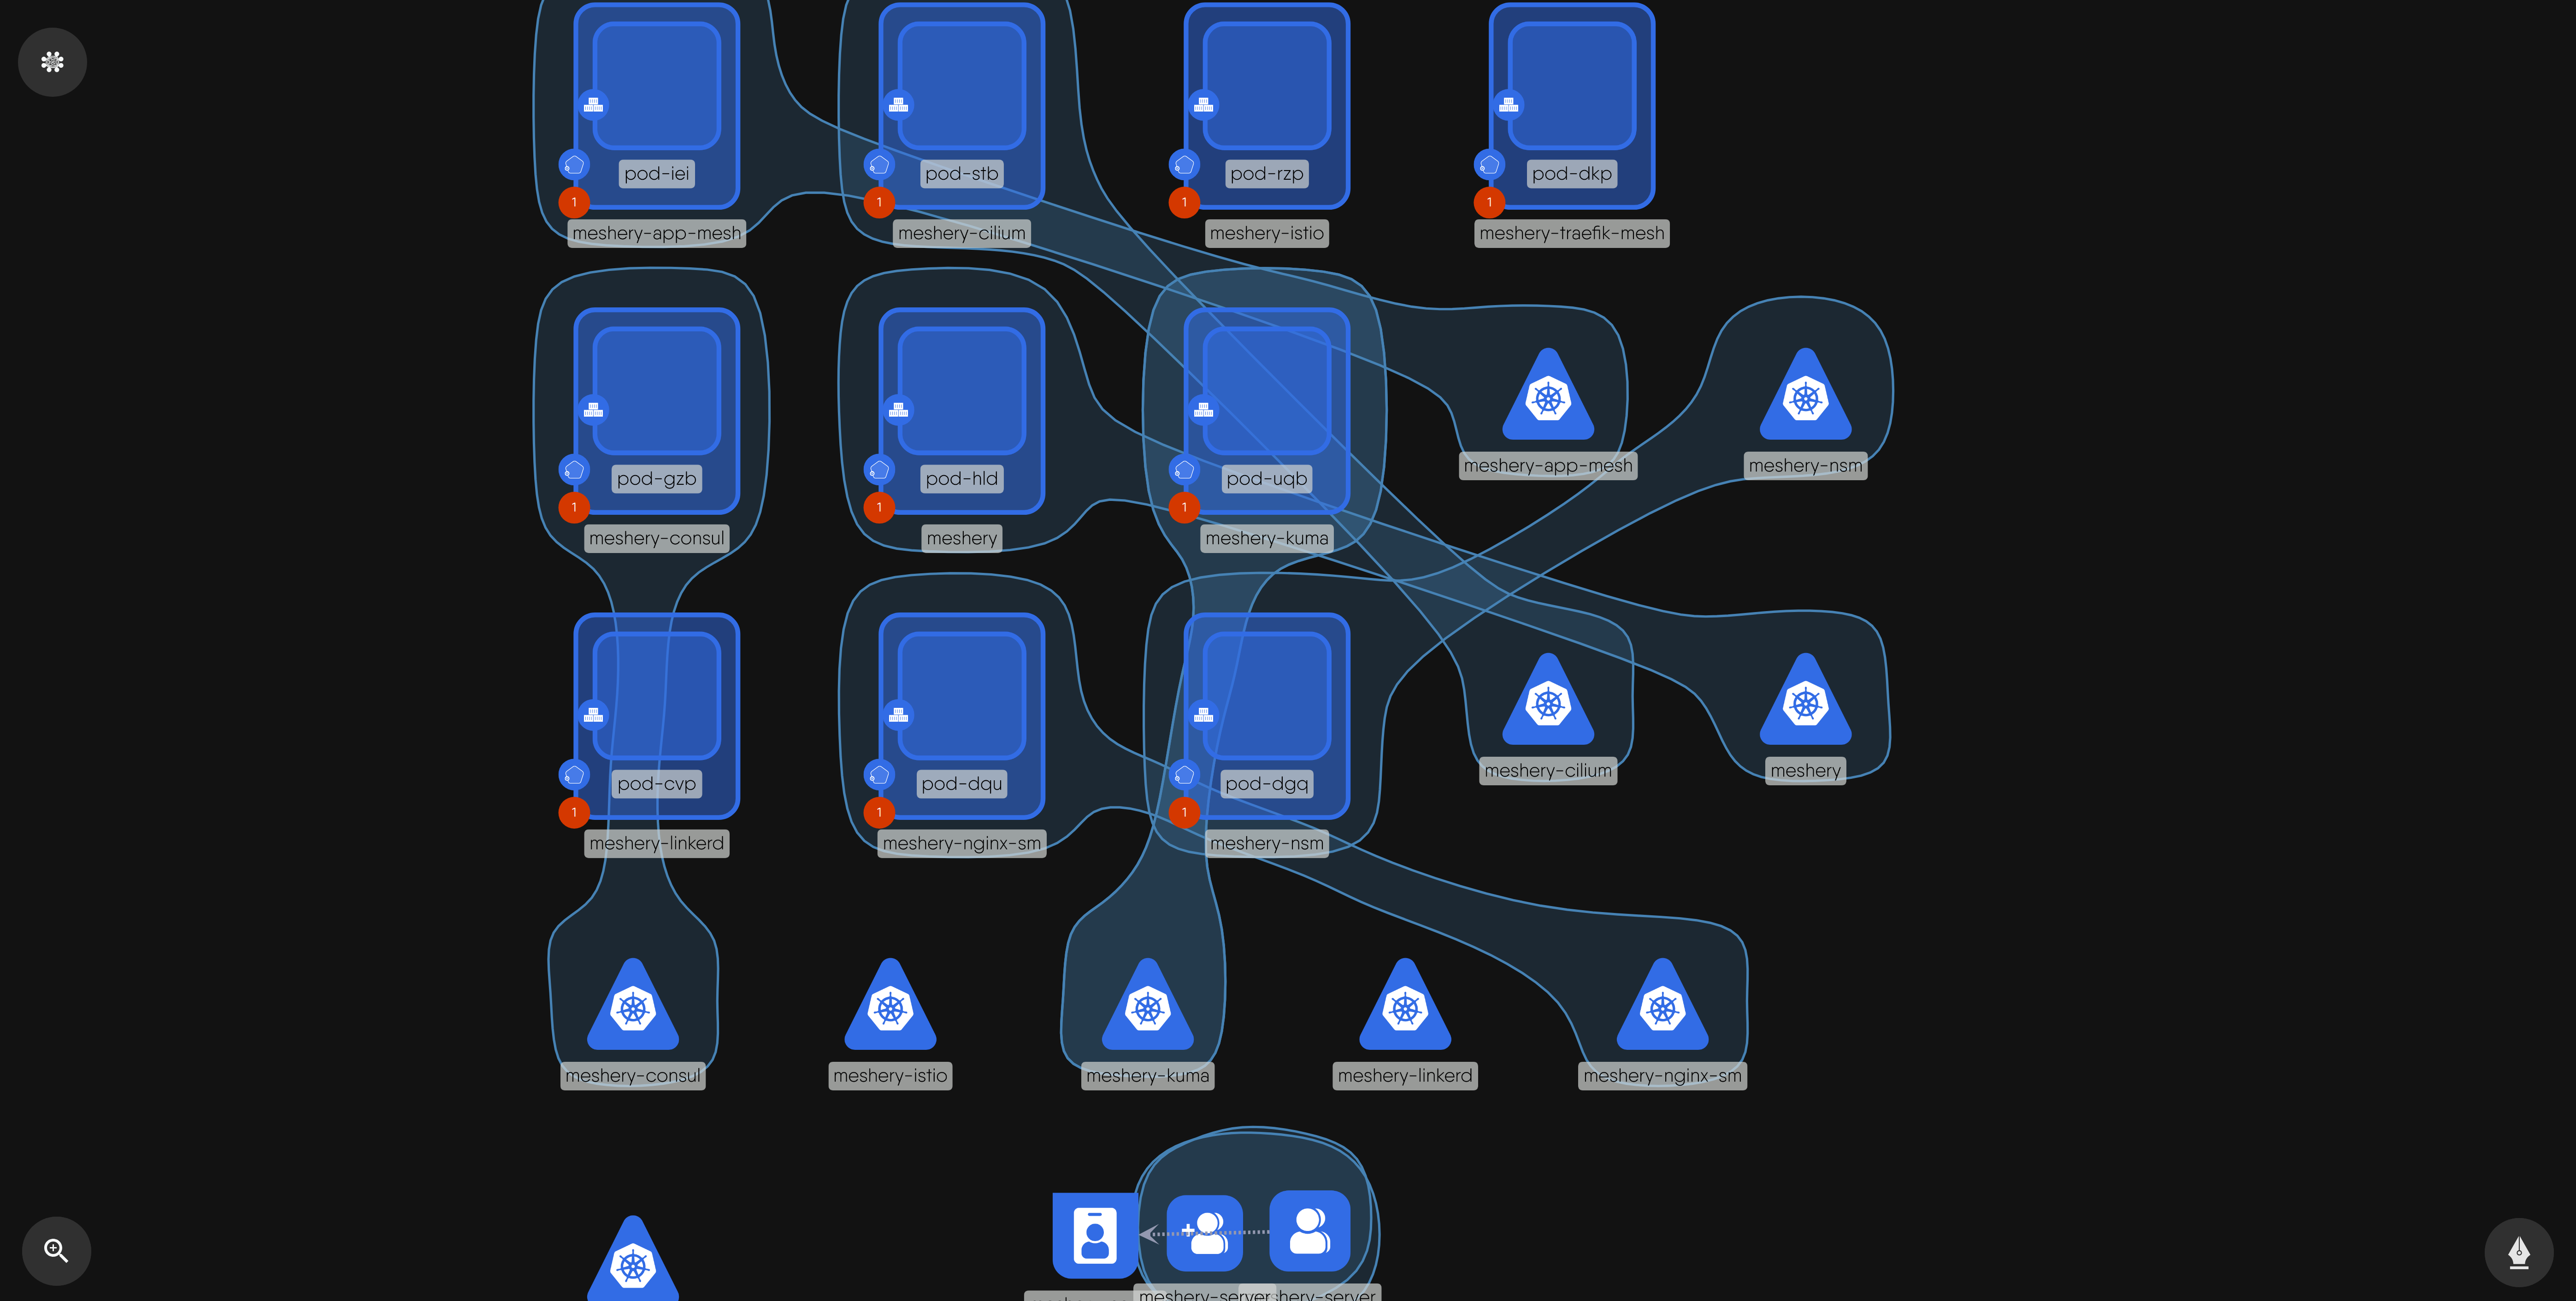 pod-iei
pod-stb
pod-rzp
pod-dkp
1
1
1
1
meshery-app-mesh
meshery-cilium
meshery-istio
meshery-traefik-mesh
meshery-app-mesh
meshery-nsm
pod-gzb
pod-hld
pod-uqb
1
1
1
meshery-consul
meshery
meshery-kuma
meshery-cilium
meshery
pod-cvp
pod-dqu
pod-dgq
1
1
1
meshery-linkerd
meshery-nginx-sm
meshery-nsm
meshery-consul
meshery-istio
meshery-kuma
meshery-linkerd
meshery-nginx-sm
meshery-server